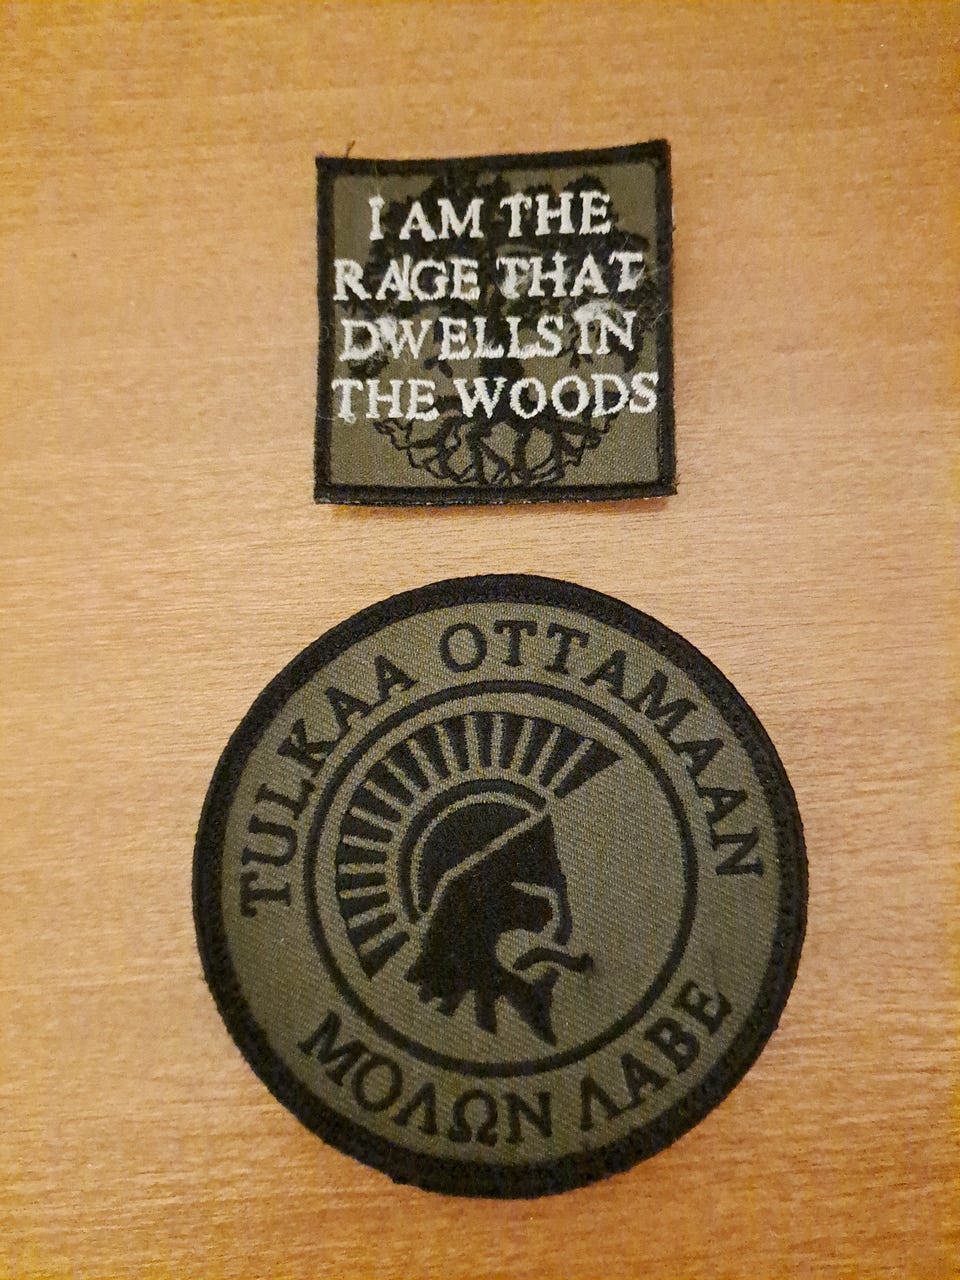 I AM THE
RAGE THAT
DWELLS IN
THE WOODS
TULKAA OTTAMAAN
ΜΟΛΩΝ ΛΑΒΕ